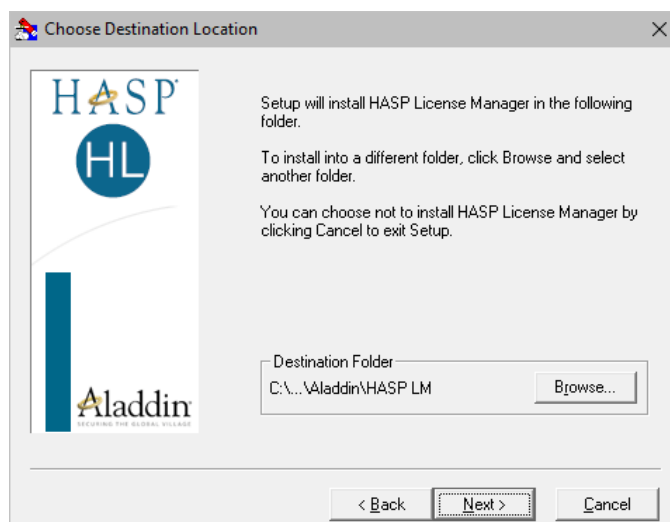 Choose Destination Location
HASP
HL
Aladdin
SECURING THE GLOBAL VILLAGE
Setup will install HASP License Manager in the following
folder.
To install into a different folder, click Browse and select
another folder.
You can choose not to install HASP License Manager by
clicking Cancel to exit Setup.
Destination Folder
C:\...\Aladdin\HASP LM
Browse...
< Back
Next >
Cancel